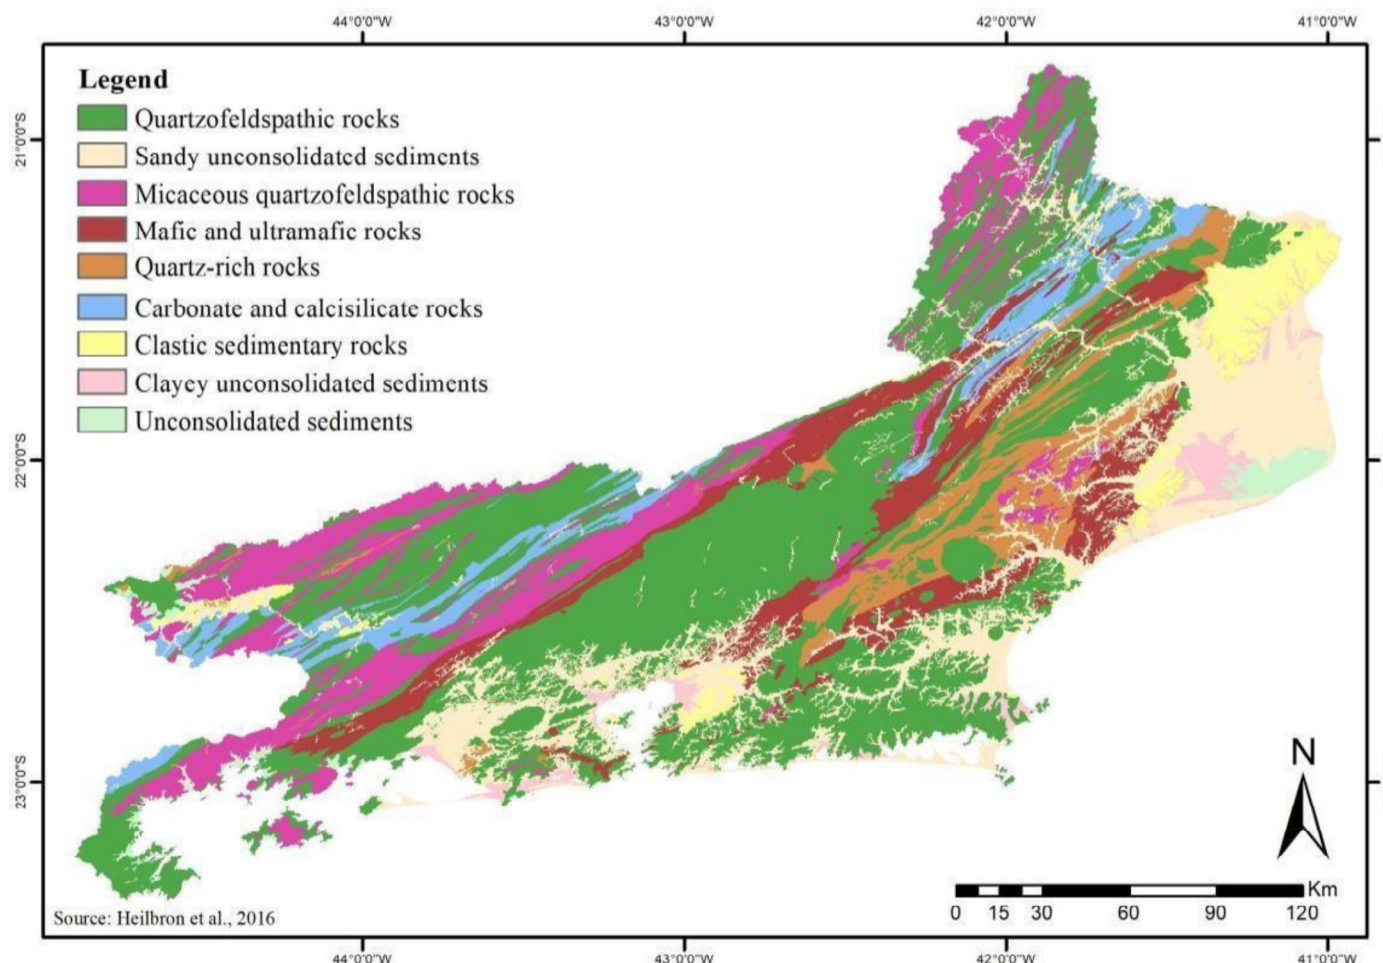 44°0'0"W 43°0'0"W 42°0'0"W 41°0'0"W
Legend
Quartzofeldspathic rocks
Sandy unconsolidated sediments
Micaceous quartzofeldspathic rocks
Mafic and ultramafic rocks
Quartz-rich rocks
Carbonate and calcisilicate rocks
Clastic sedimentary rocks
Clayey unconsolidated sediments
Unconsolidated sediments
21°0'0"S
22°0'0"S
23°0'0"S
N
Km
0 15 30 60 90 120
Source: Heilbron et al., 2016
44°0'0"W 43°0'0"W 42°0'0"W 41°0'0"W